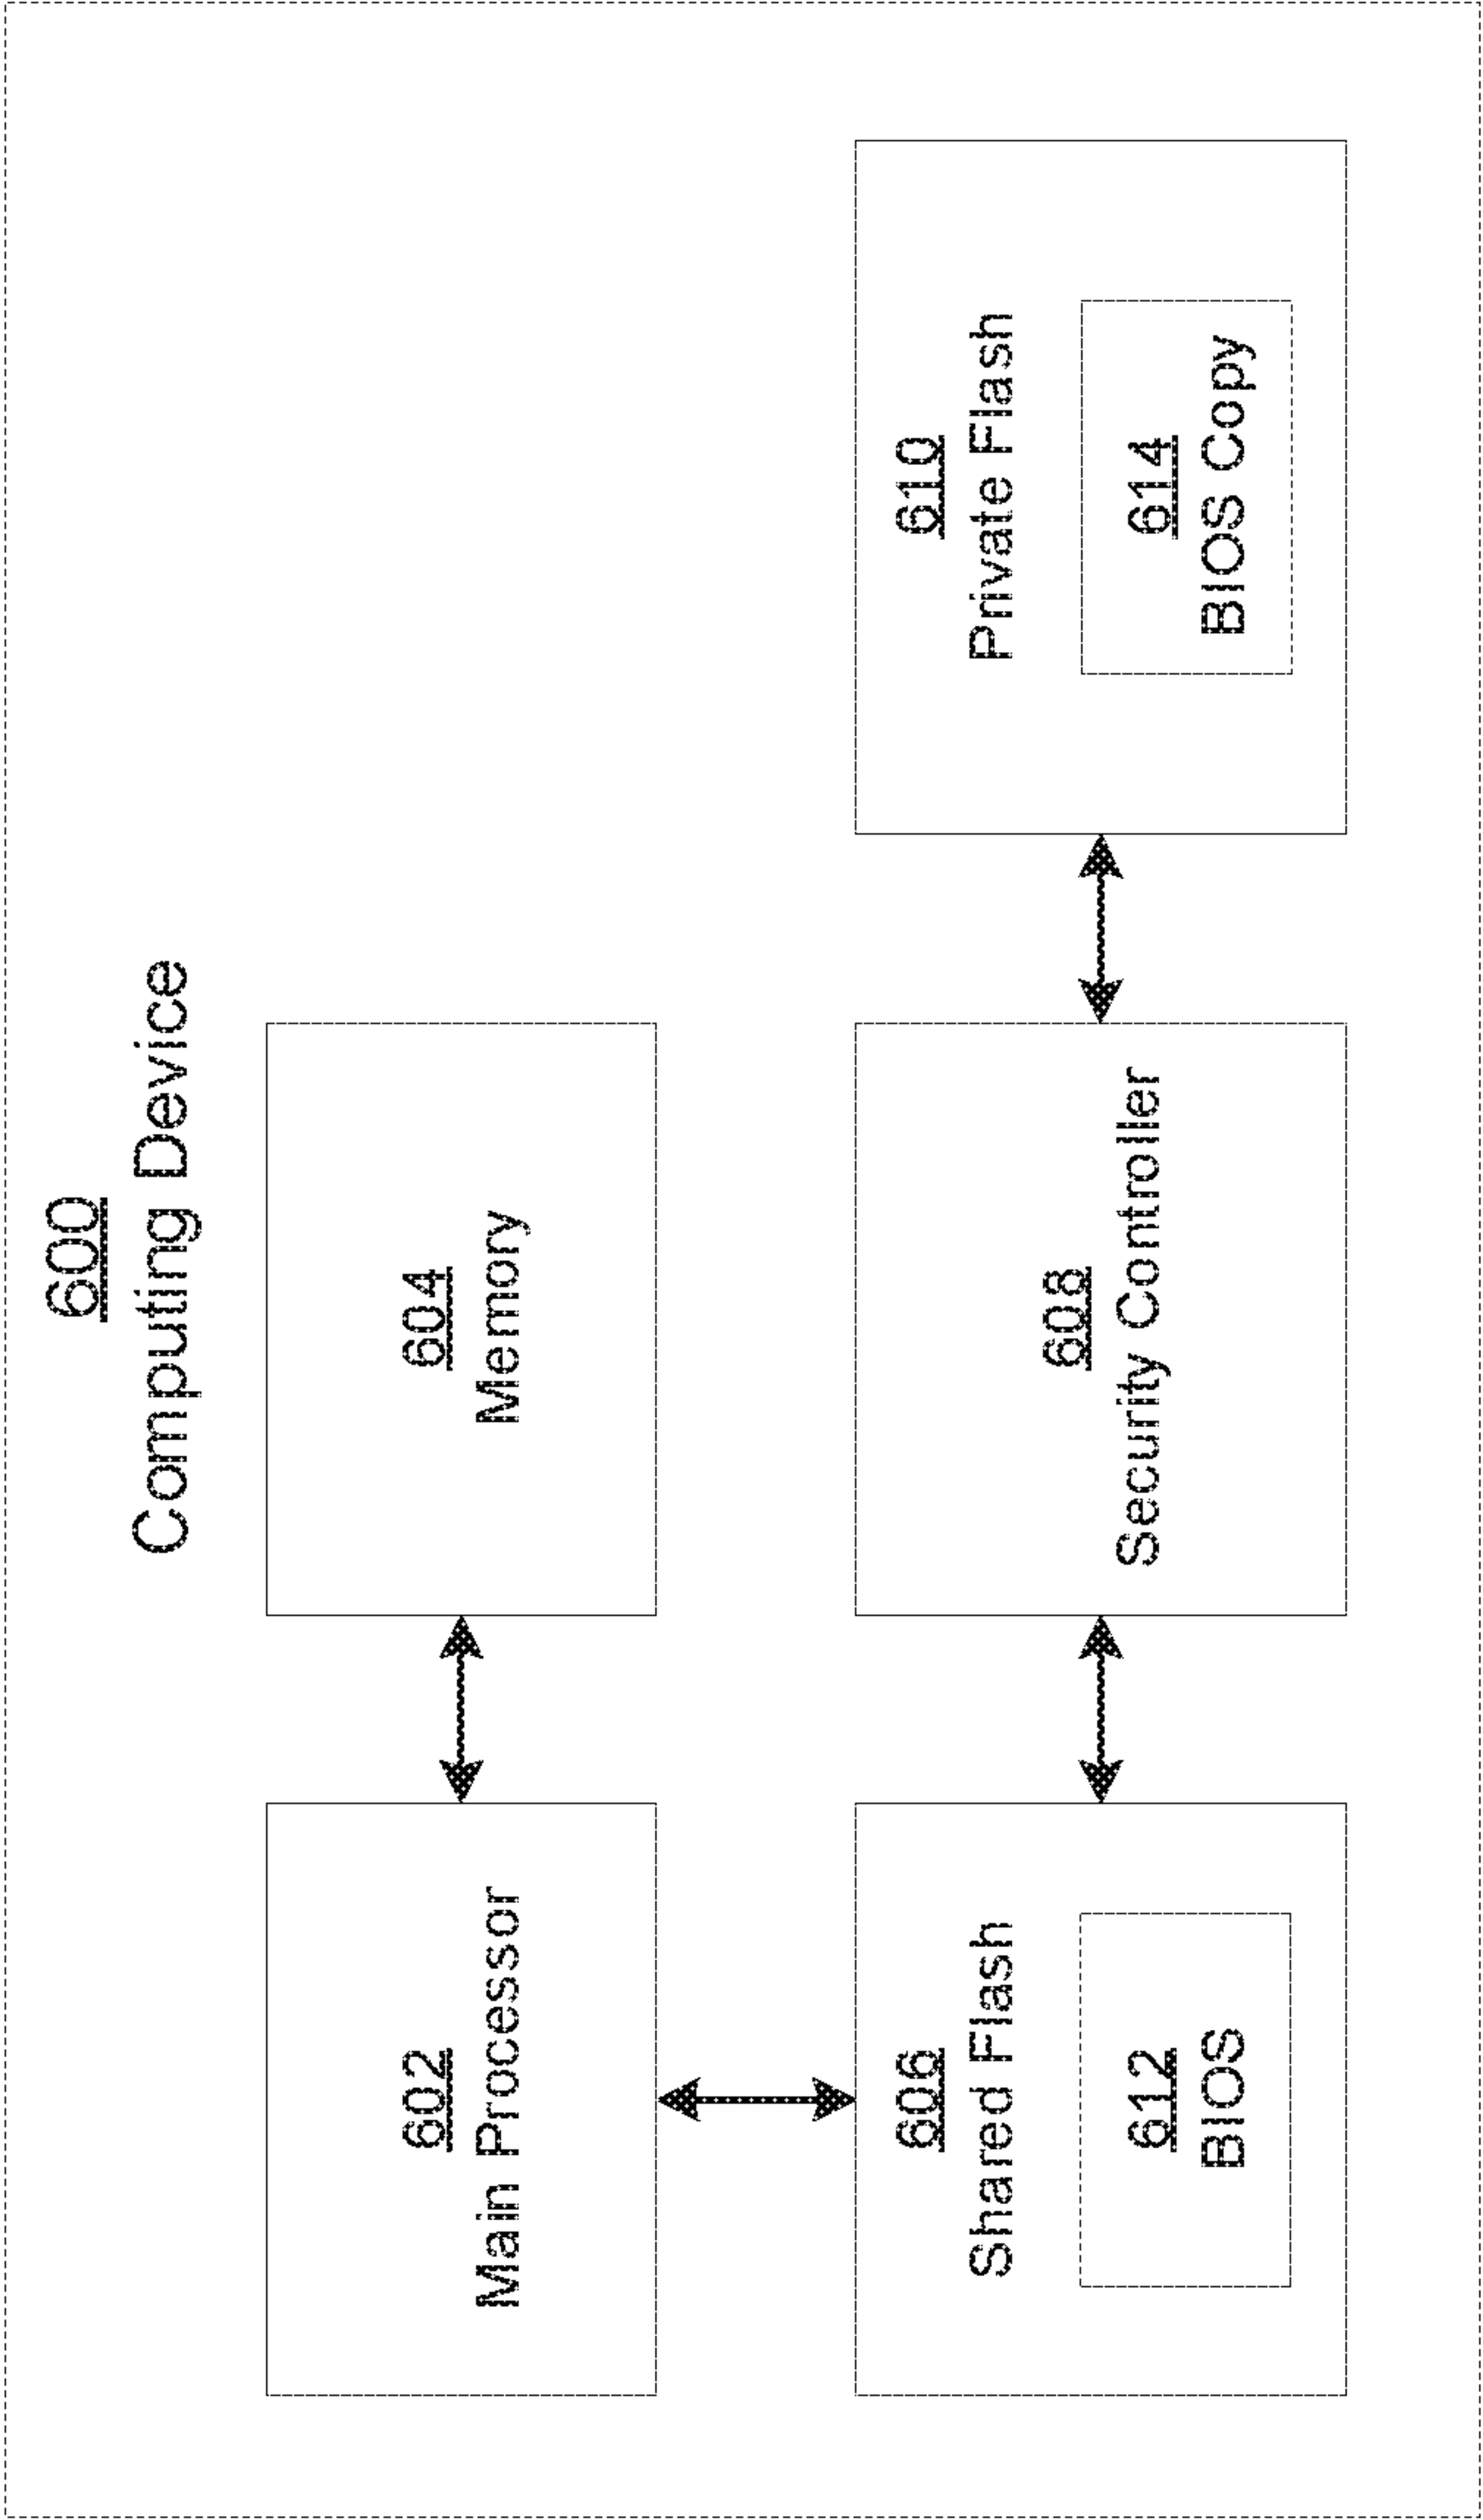 600
Computing Device
602
Main Processor
604
Memory
606
Shared Flash
612
BIOS
608
Security Controller
610
Private Flash
614
BIOS Copy